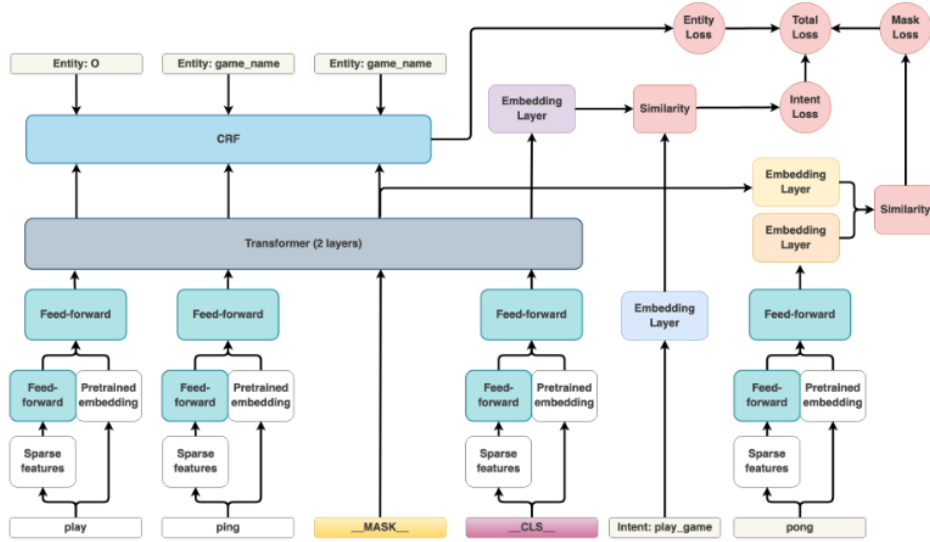 Entity Loss
Total Loss
Mask Loss
Entity: O
Entity: game_name
Entity: game_name
Embedding Layer
Similarity
Intent Loss
CRF
Embedding Layer
Similarity
Embedding Layer
Transformer (2 layers)
Feed-forward
Feed-forward
Feed-forward
Embedding Layer
Feed-forward
Feed-forward
Pretrained embedding
Feed-forward
Pretrained embedding
Feed-forward
Pretrained embedding
Feed-forward
Pretrained embedding
Sparse features
Sparse features
Sparse features
Sparse features
play
ping
__MASK__
__CLS__
Intent: play_game
pong